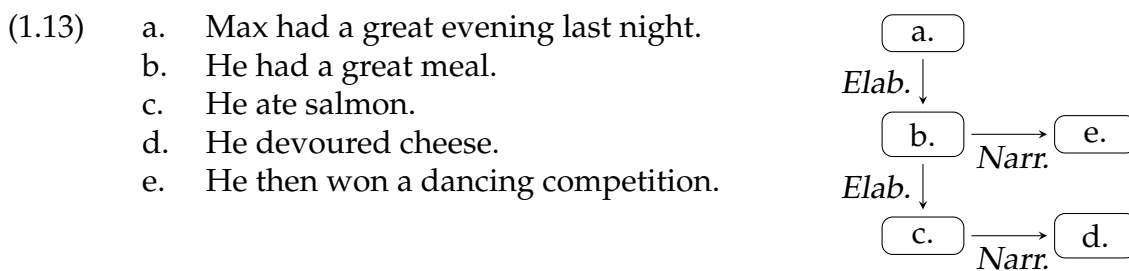 (1.13) a. Max had a great evening last night.
b. He had a great meal.
c. He ate salmon.
d. He devoured cheese.
e. He then won a dancing competition.
a.
Elab.
b. e.
Narr.
Elab.
c. d.
Narr.